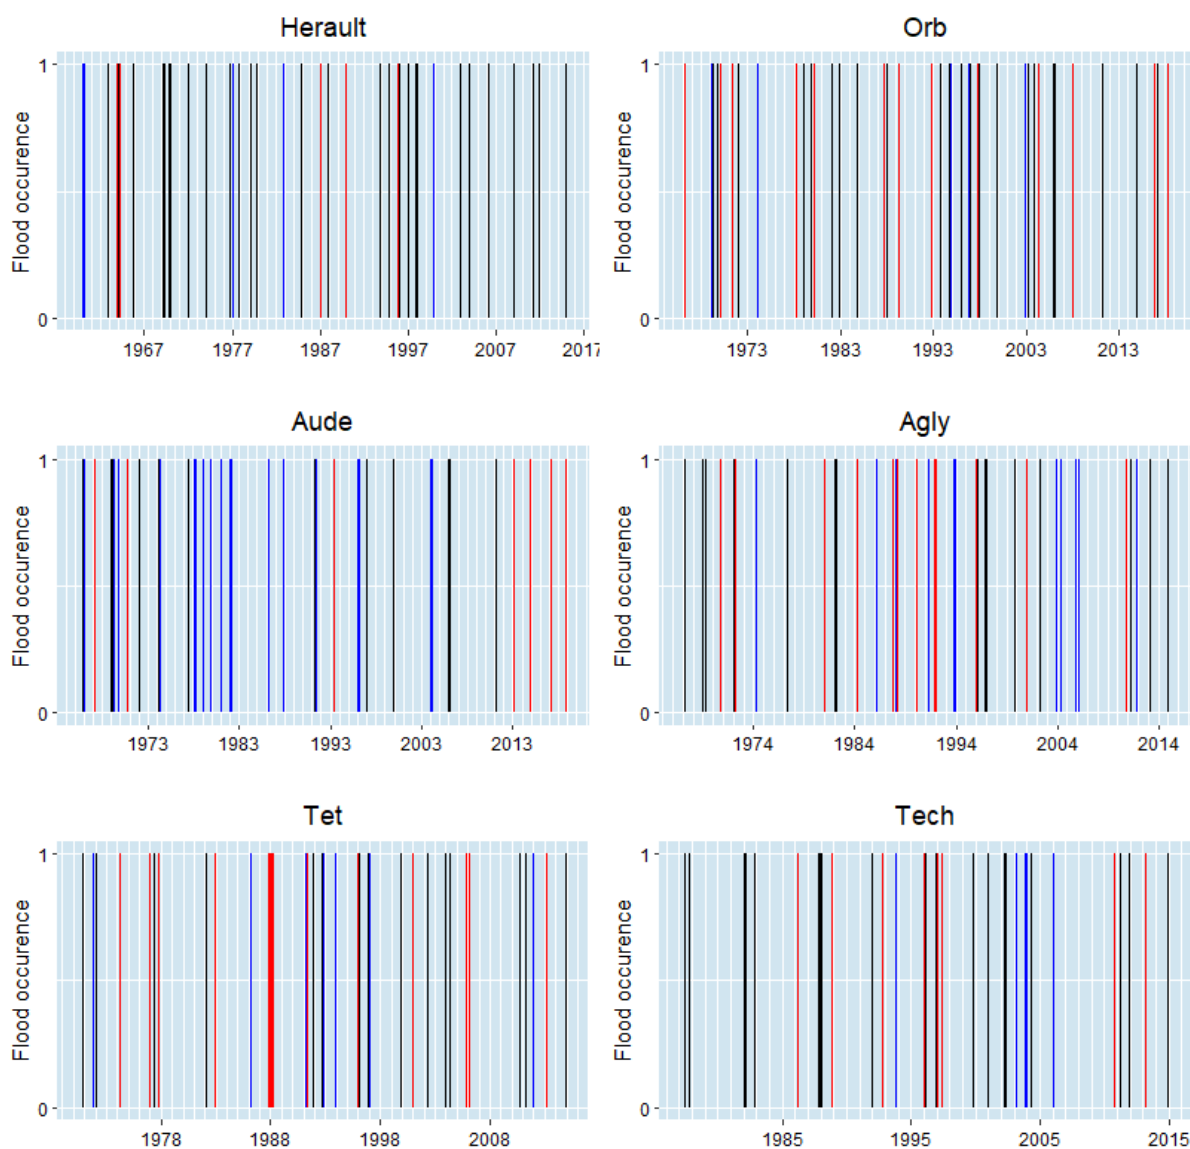 Herault
Orb
Flood occurence
1
0
1967 1977 1987 1997 2007 2017
Flood occurence
1
0
1973 1983 1993 2003 2013
Aude
Agly
Flood occurence
1
0
1973 1983 1993 2003 2013
Flood occurence
1
0
1974 1984 1994 2004 2014
Tet
Tech
Flood occurence
1
0
1978 1988 1998 2008
Flood occurence
1
0
1985 1995 2005 2015